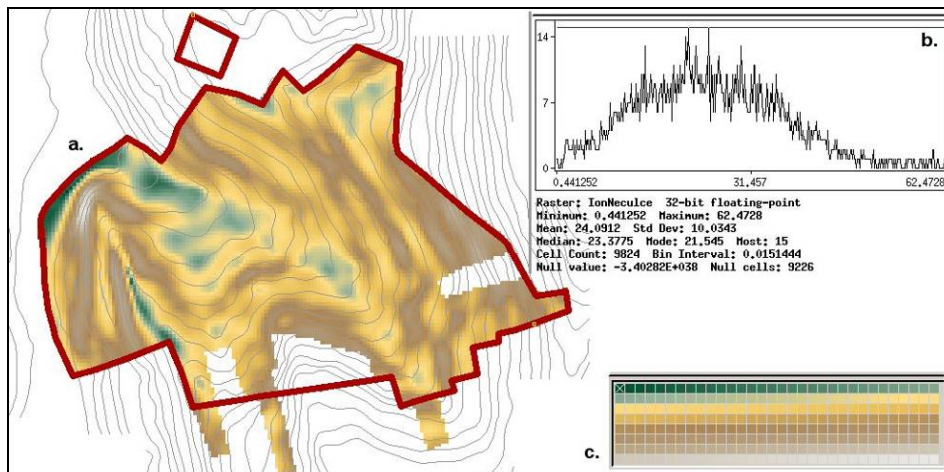 a.
b.
14
7
0
0.441252 31.457 62.4728
Raster: IonNeculce 32-bit floating-point
Minimum: 0.441252 Maximum: 62.4728
Mean: 24.0912 Std Dev: 10.0343
Median: 23.3775 Mode: 21.545 Most: 15
Cell Count: 9824 Bin Interval: 0.0151444
Null value: -3.40282E+038 Null cells: 9226
c.